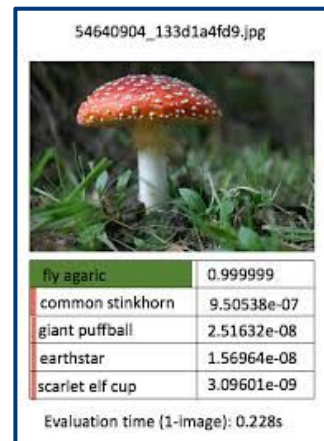 54640904_133d1a4fd9.jpg
fly agaric 0.999999
common stinkhorn 9.50538e-07
giant puffball 2.51632e-08
earthstar 1.56964e-08
scarlet elf cup 3.09601e-09
Evaluation time (1-image): 0.228s